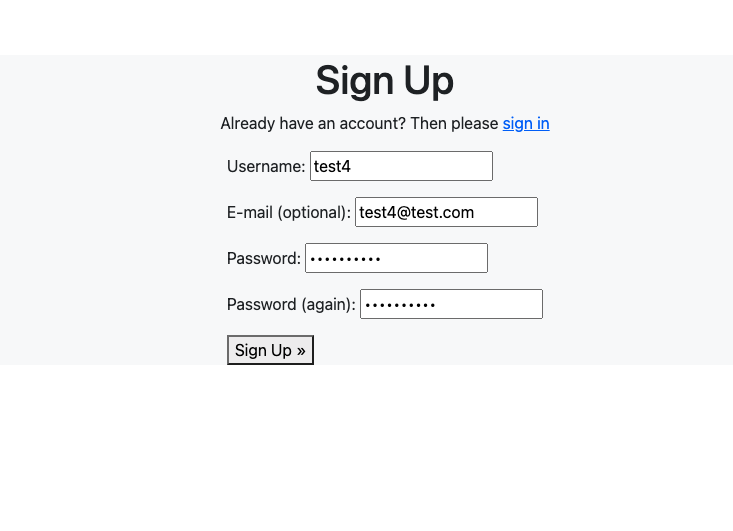 Sign Up
Already have an account? Then please sign in
Username: test4
E-mail (optional): test4@test.com
Password: ••••••••••
Password (again): ••••••••••
Sign Up »